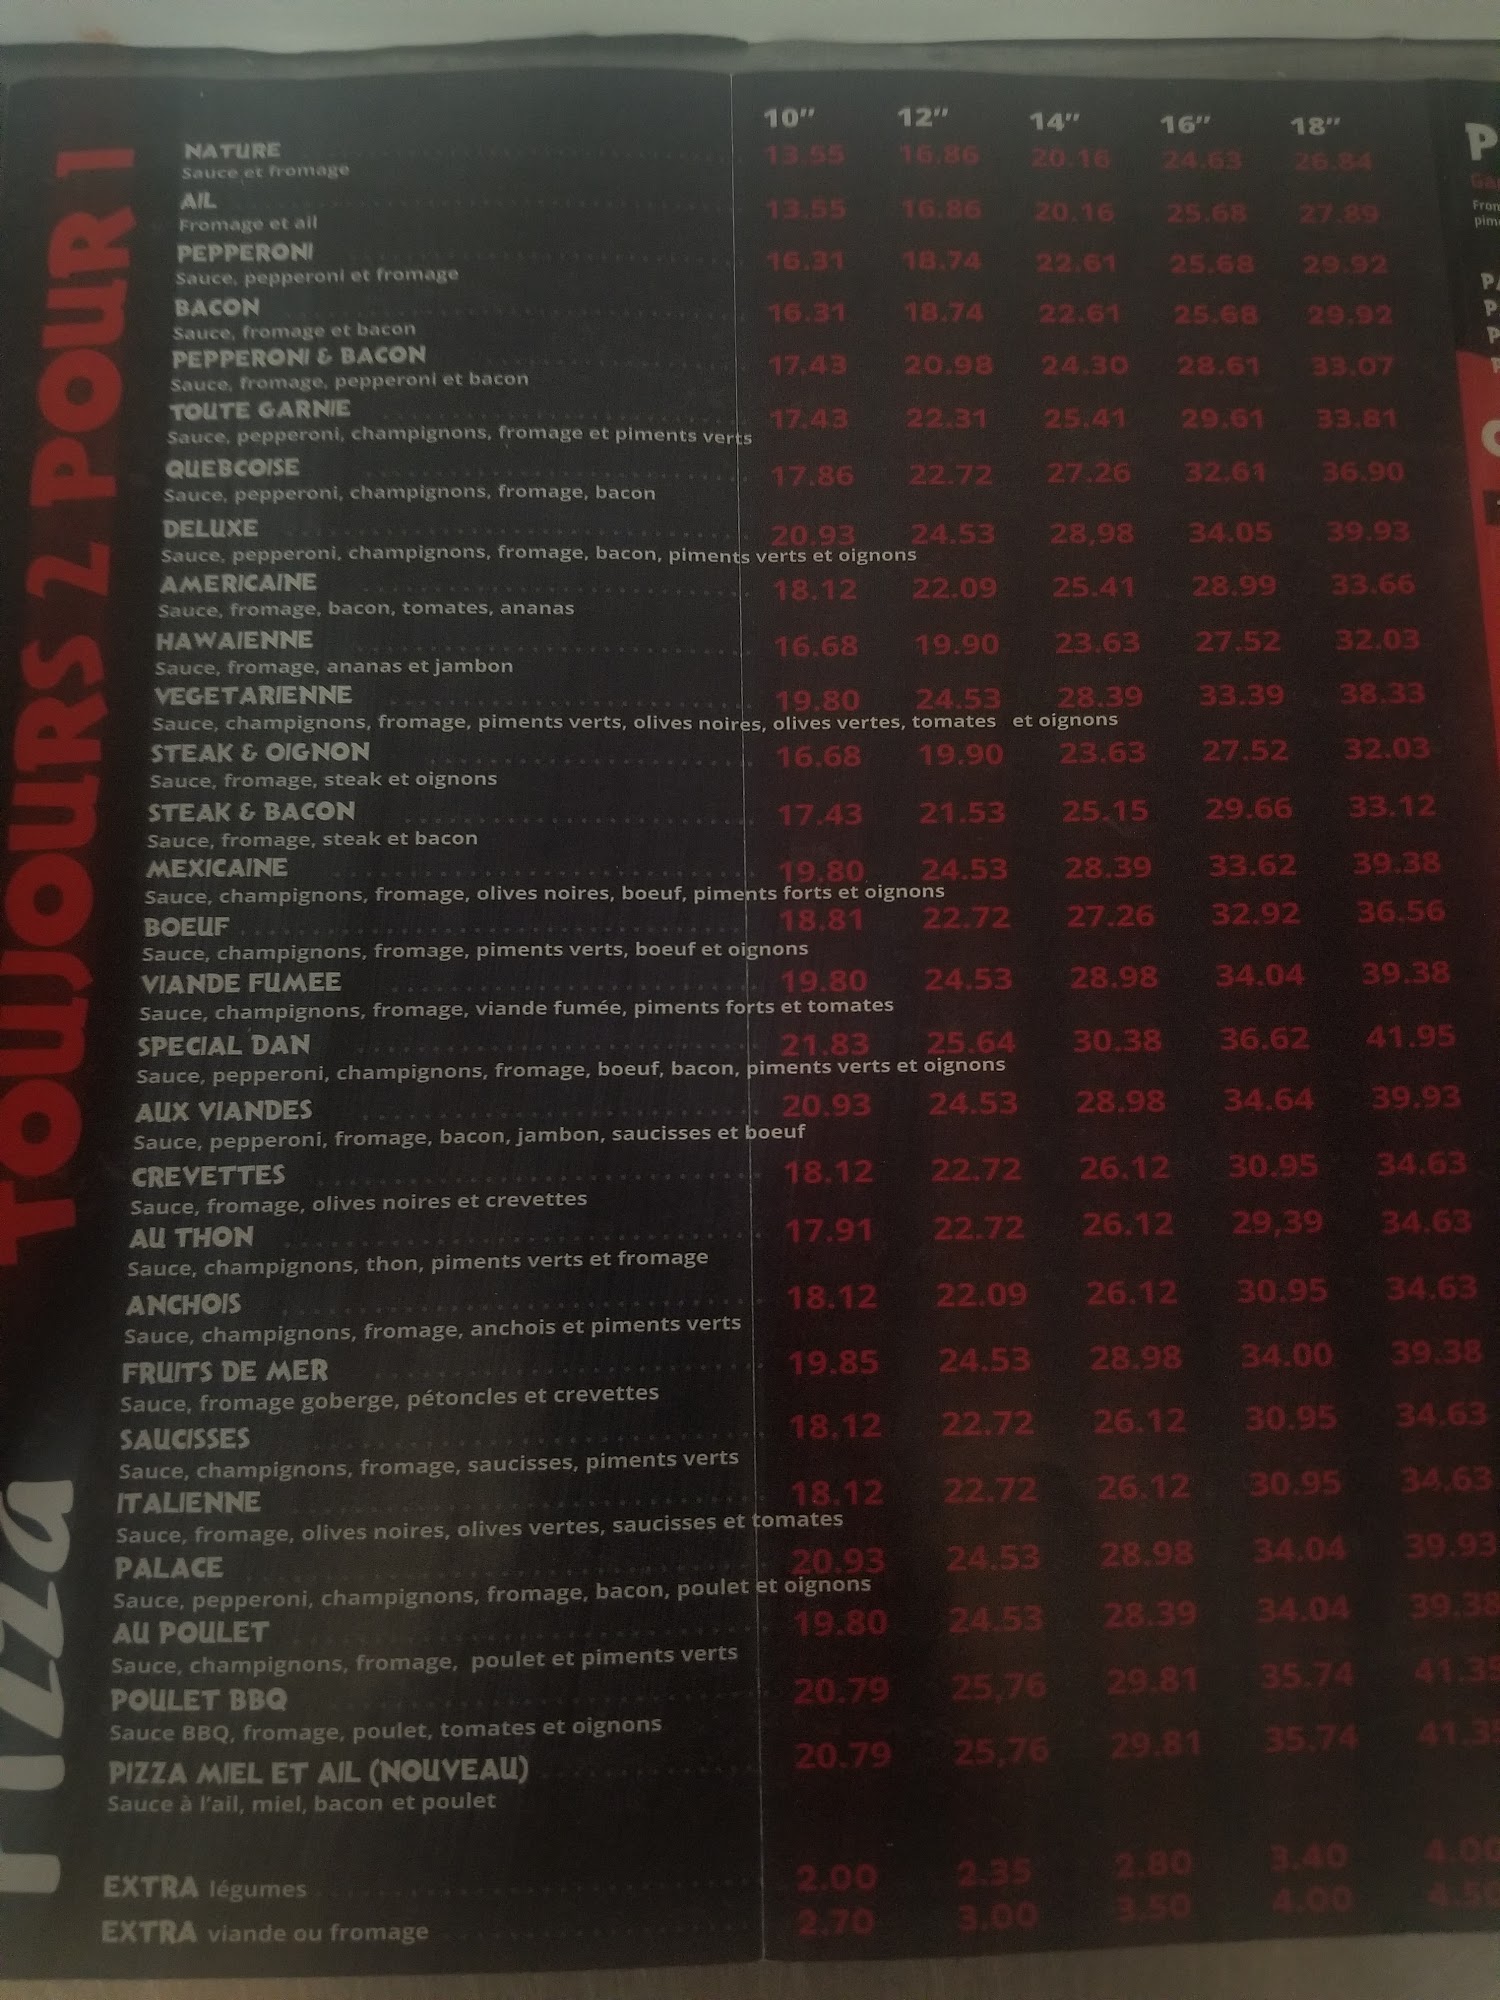 TOUJOURS 2 POUR 1
Pizza
10" 12" 14" 16" 18"
NATURE 13.55 16.86 20.16 24.63 26.84
Sauce et fromage
AIL 13.55 16.86 20.16 25.68 27.89
Fromage et ail
PEPPERONI 16.31 18.74 22.61 25.68 29.92
Sauce, pepperoni et fromage
BACON 16.31 18.74 22.61 25.68 29.92
Sauce, fromage et bacon
PEPPERONI & BACON 17.43 20.98 24.30 28.61 33.07
Sauce, fromage, pepperoni et bacon
TOUTE GARNIE 17.43 22.31 25.41 29.61 33.81
Sauce, pepperoni, champignons, fromage et piments verts
QUEBCOISE 17.86 22.72 27.26 32.61 36.90
Sauce, pepperoni, champignons, fromage, bacon
DELUXE 20.93 24.53 28,98 34.05 39.93
Sauce, pepperoni, champignons, fromage, bacon, piments verts et oignons
AMERICAINE 18.12 22.09 25.41 28.99 33.66
Sauce, fromage, bacon, tomates, ananas
HAWAIENNE 16.68 19.90 23.63 27.52 32.03
Sauce, fromage, ananas et jambon
VEGETARIENNE 19.80 24.53 28.39 33.39 38.33
Sauce, champignons, fromage, piments verts, olives noires, olives vertes, tomates et oignons
STEAK & OIGNON 16.68 19.90 23.63 27.52 32.03
Sauce, fromage, steak et oignons
STEAK & BACON 17.43 21.53 25.15 29.66 33.12
Sauce, fromage, steak et bacon
MEXICAINE 19.80 24.53 28.39 33.62 39.38
Sauce, champignons, fromage, olives noires, boeuf, piments forts et oignons
BOEUF 18.81 22.72 27.26 32.92 36.56
Sauce, champignons, fromage, piments verts, boeuf et oignons
VIANDE FUMEE 19.80 24.53 28.98 34.04 39.38
Sauce, champignons, fromage, viande fumée, piments forts et tomates
SPECIAL DAN 21.83 25.64 30.38 36.62 41.95
Sauce, pepperoni, champignons, fromage, boeuf, bacon, piments verts et oignons
AUX VIANDES 20.93 24.53 28.98 34.64 39.93
Sauce, pepperoni, fromage, bacon, jambon, saucisses et boeuf
CREVETTES 18.12 22.72 26.12 30.95 34.63
Sauce, fromage, olives noires et crevettes
AU THON 17.91 22.72 26.12 29,39 34.63
Sauce, champignons, thon, piments verts et fromage
ANCHOIS 18.12 22.09 26.12 30.95 34.63
Sauce, champignons, fromage, anchois et piments verts
FRUITS DE MER 19.85 24.53 28.98 34.00 39.38
Sauce, fromage goberge, pétoncles et crevettes
SAUCISSES 18.12 22.72 26.12 30.95 34.63
Sauce, champignons, fromage, saucisses, piments verts
ITALIENNE 18.12 22.72 26.12 30.95 34.63
Sauce, fromage, olives noires, olives vertes, saucisses et tomates
PALACE 20.93 24.53 28.98 34.04 39.93
Sauce, pepperoni, champignons, fromage, bacon, poulet et oignons
AU POULET 19.80 24.53 28.39 34.04 39.38
Sauce, champignons, fromage, poulet et piments verts
POULET BBQ 20.79 25,76 29.81 35.74 41.35
Sauce BBQ, fromage, poulet, tomates et oignons
PIZZA MIEL ET AIL (NOUVEAU) 20.79 25,76 29.81 35.74 41.35
Sauce à l'ail, miel, bacon et poulet
EXTRA légumes 2.00 2.35 2.80 3.40 4.00
EXTRA viande ou fromage 2.70 3.00 3.50 4.00 4.50